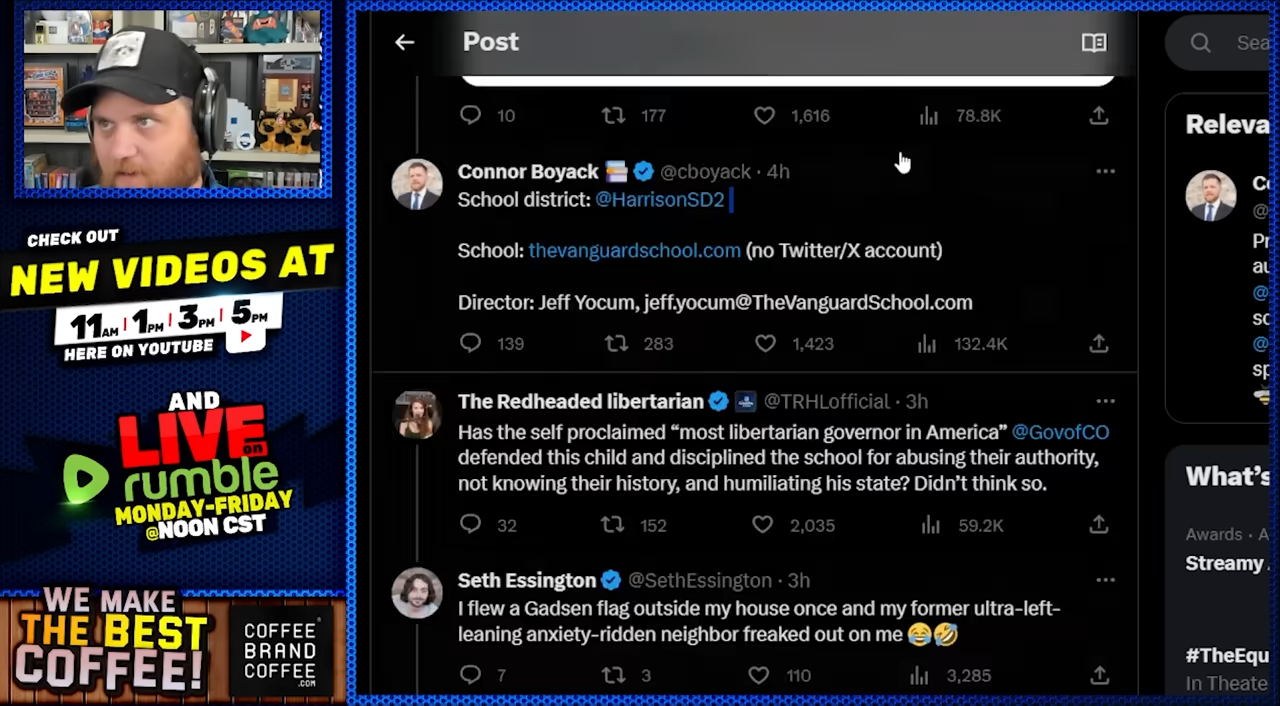 Post
Sea
10 177 1,616 78.8K
Connor Boyack @cboyack · 4h
School district: @HarrisonSD2
School: thevanguardschool.com (no Twitter/X account)
Director: Jeff Yocum, jeff.yocum@TheVanguardSchool.com
139 283 1,423 132.4K
The Redheaded libertarian @TRHLofficial · 3h
Has the self proclaimed “most libertarian governor in America” @GovofCO
defended this child and disciplined the school for abusing their authority,
not knowing their history, and humiliating his state? Didn’t think so.
32 152 2,035 59.2K
Seth Essington @SethEssington · 3h
I flew a Gadsen flag outside my house once and my former ultra-left-
leaning anxiety-ridden neighbor freaked out on me 😂🤣
7 3 110 3,285
Releva
Co
@
Pr
au
@
sc
@
sp
What’s
Awards · A
Streamy
#TheEqu
In Theate
CHECK OUT
NEW VIDEOS AT
11AM | 1PM | 3PM | 5PM
HERE ON YOUTUBE
AND
LIVE on
rumble
MONDAY-FRIDAY
@NOON CST
WE MAKE
THE BEST
COFFEE!
COFFEE
BRAND
COFFEE
.COM